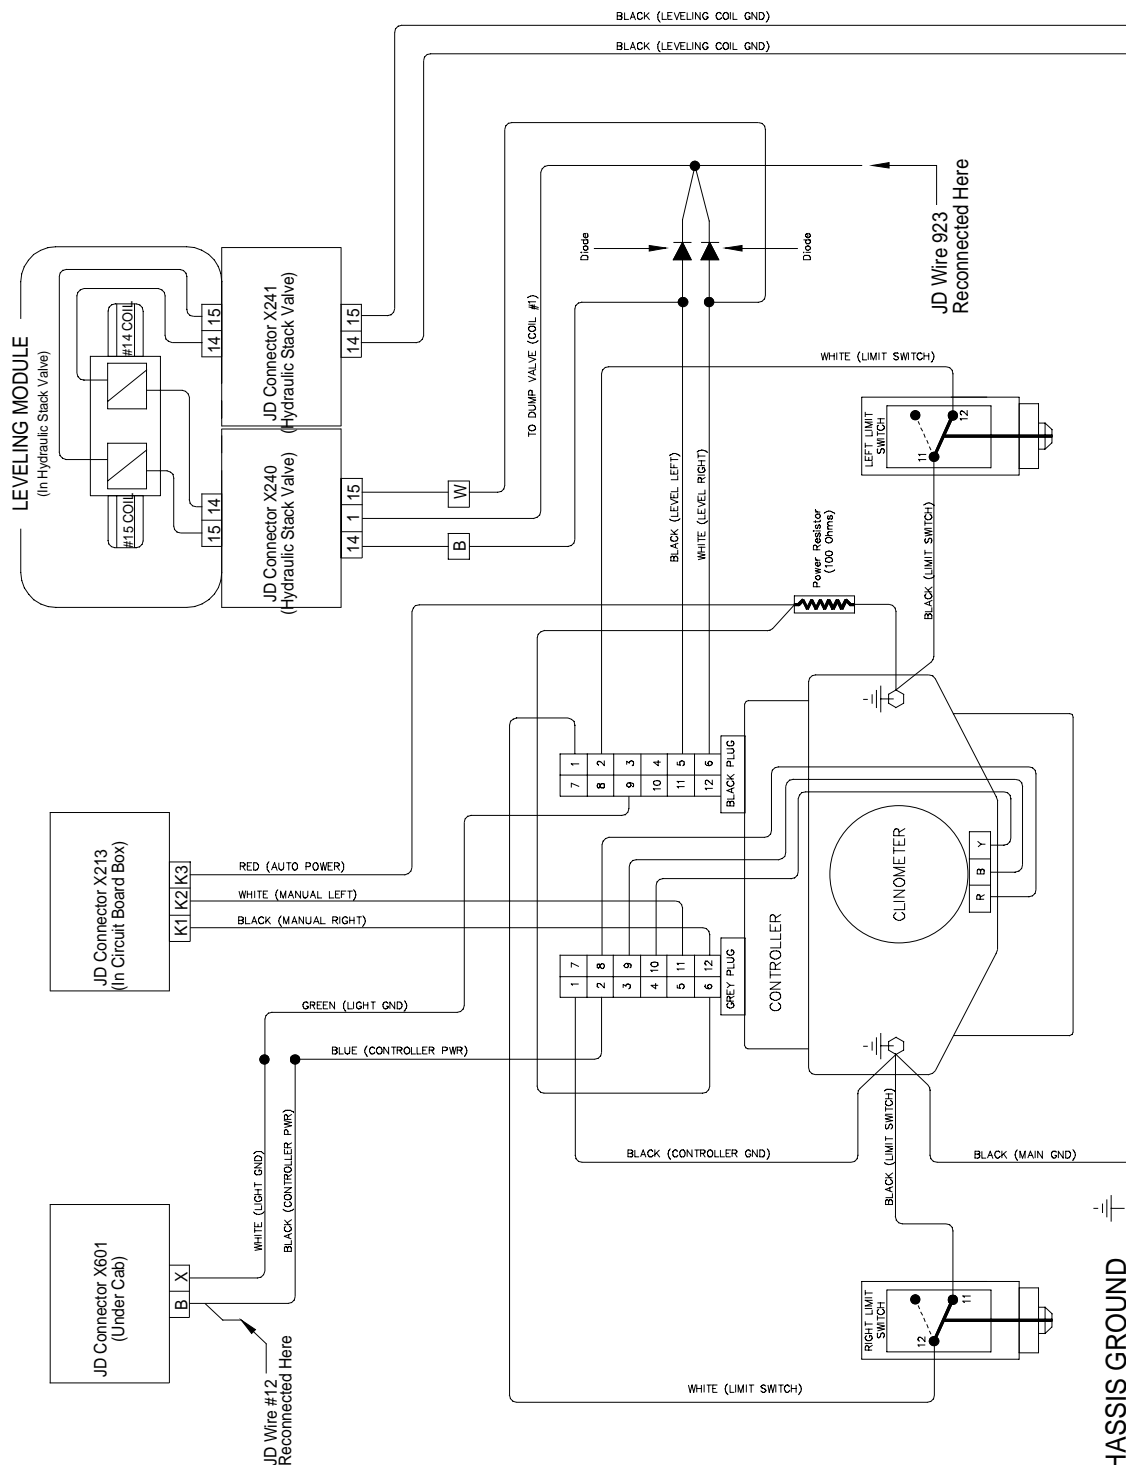 BLACK (LEVELING COIL GND)
BLACK (LEVELING COIL GND)
LEVELING MODULE
(In Hydraulic Stack Valve)
#14 COIL
#15 COIL
15
14
14
15
JD Connector X241
(Hydraulic Stack Valve)
15
14
JD Connector X240
(Hydraulic Stack Valve)
15
1
14
W
B
TO DUMP VALVE (COIL #1)
Diode
Diode
JD Wire 923
Reconnected Here
BLACK (LEVEL LEFT)
WHITE (LEVEL RIGHT)
WHITE (LIMIT SWITCH)
LEFT LIMIT
SWITCH
11
12
BLACK (LIMIT SWITCH)
Power Resistor
(100 Ohms)
JD Connector X213
(In Circuit Board Box)
K1
K2
K3
RED (AUTO POWER)
WHITE (MANUAL LEFT)
BLACK (MANUAL RIGHT)
1
2
3
4
5
6
7
8
9
10
11
12
BLACK PLUG
7
8
9
10
11
12
1
2
3
4
5
6
GREY PLUG
CONTROLLER
CLINOMETER
Y
B
R
GREEN (LIGHT GND)
BLUE (CONTROLLER PWR)
WHITE (LIGHT GND)
BLACK (CONTROLLER PWR)
JD Connector X601
(Under Cab)
X
B
JD Wire #12
Reconnected Here
BLACK (CONTROLLER GND)
BLACK (LIMIT SWITCH)
BLACK (MAIN GND)
RIGHT LIMIT
SWITCH
12
11
WHITE (LIMIT SWITCH)
HASSIS GROUND